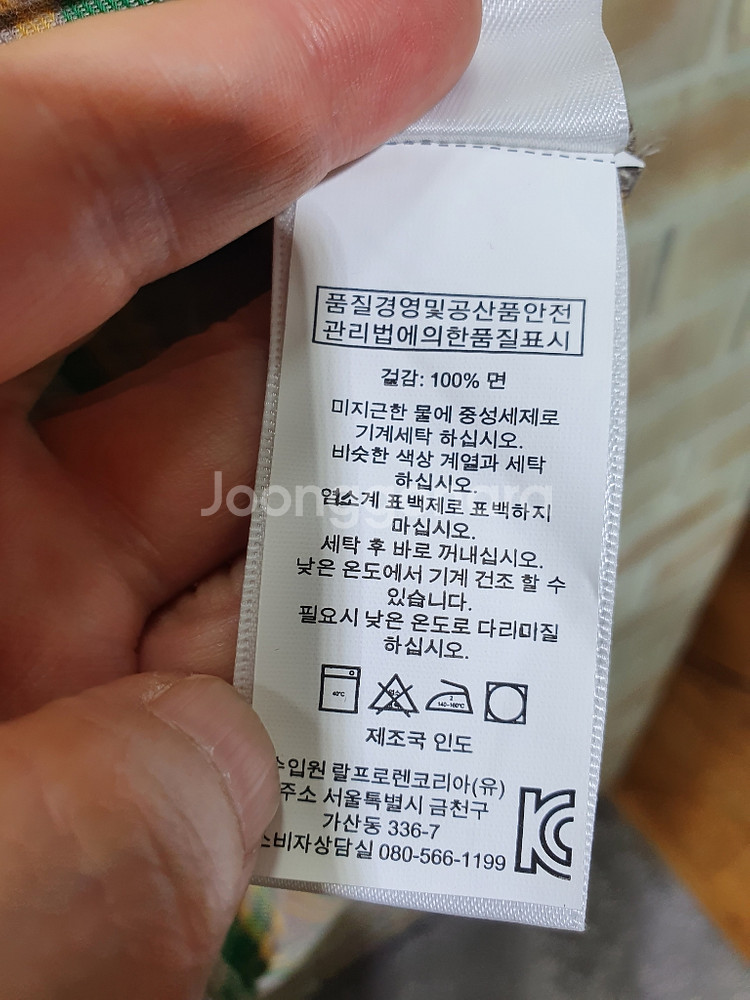 품질경영및공산품안전
관리법에의한품질표시
겉감: 100% 면
미지근한 물에 중성세제로
기계세탁 하십시오.
비슷한 색상 계열과 세탁
하십시오.
염소계 표백제로 표백하지
마십시오.
세탁 후 바로 꺼내십시오.
낮은 온도에서 기계 건조 할 수
있습니다.
필요시 낮은 온도로 다리미질
하십시오.
40°C
염소
2
140~160°C
제조국 인도
수입원 랄프로렌코리아(유)
주소 서울특별시 금천구
가산동 336-7
소비자상담실 080-566-1199
KC
Joonggonara